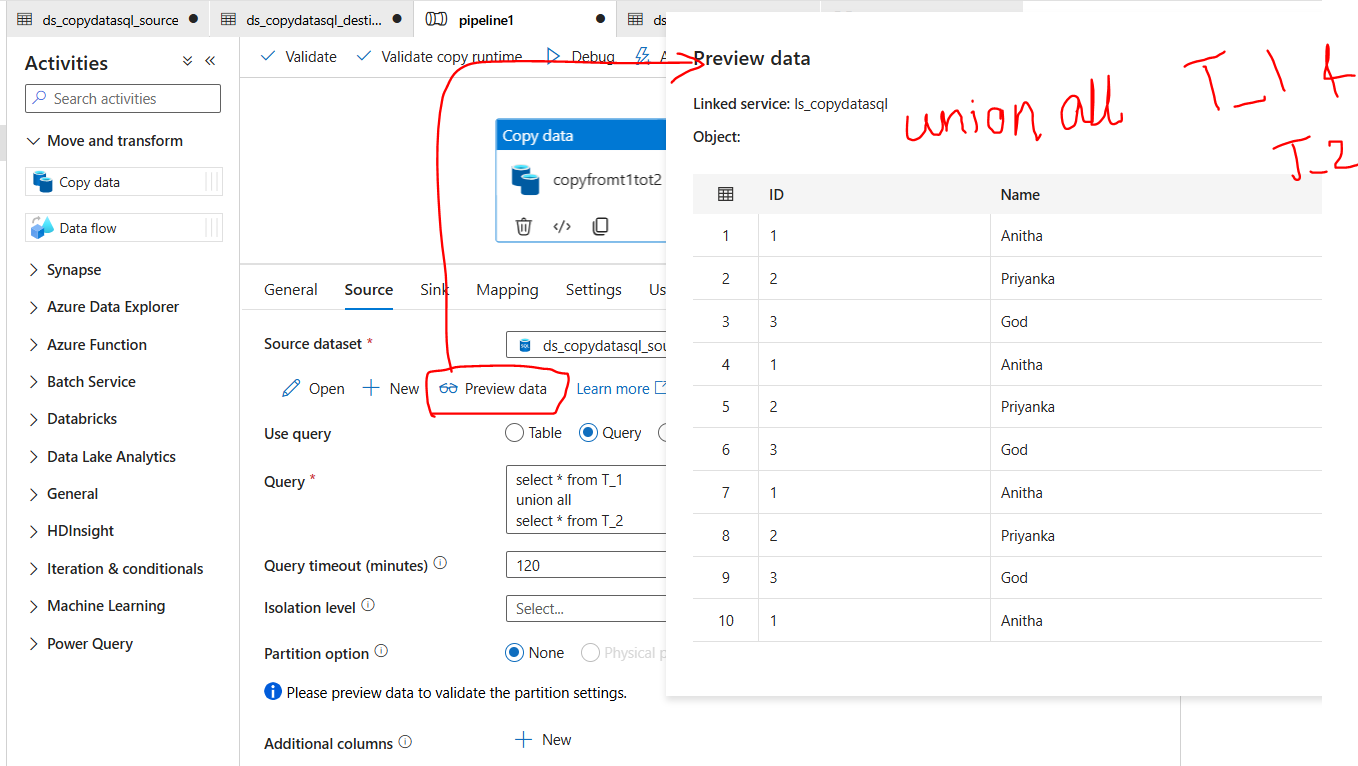 ds_copydatasql_source
ds_copydatasql_desti...
pipeline1
ds
Activities
Search activities
Move and transform
Copy data
Data flow
Synapse
Azure Data Explorer
Azure Function
Batch Service
Databricks
Data Lake Analytics
General
HDInsight
Iteration & conditionals
Machine Learning
Power Query
Validate
Validate copy runtime
Debug
A
Copy data
copyfromt1tot2
General
Source
Sink
Mapping
Settings
Us
Source dataset *
ds_copydatasql_sou
Open
New
Preview data
Learn more
Use query
Table
Query
Query *
select * from T_1
union all
select * from T_2
Query timeout (minutes)
120
Isolation level
Select...
Partition option
None
Physical p
Please preview data to validate the partition settings.
Additional columns
New
Preview data
Linked service: ls_copydatasql
Object:
union all T_1 &
T_2
ID Name
1 1 Anitha
2 2 Priyanka
3 3 God
4 1 Anitha
5 2 Priyanka
6 3 God
7 1 Anitha
8 2 Priyanka
9 3 God
10 1 Anitha